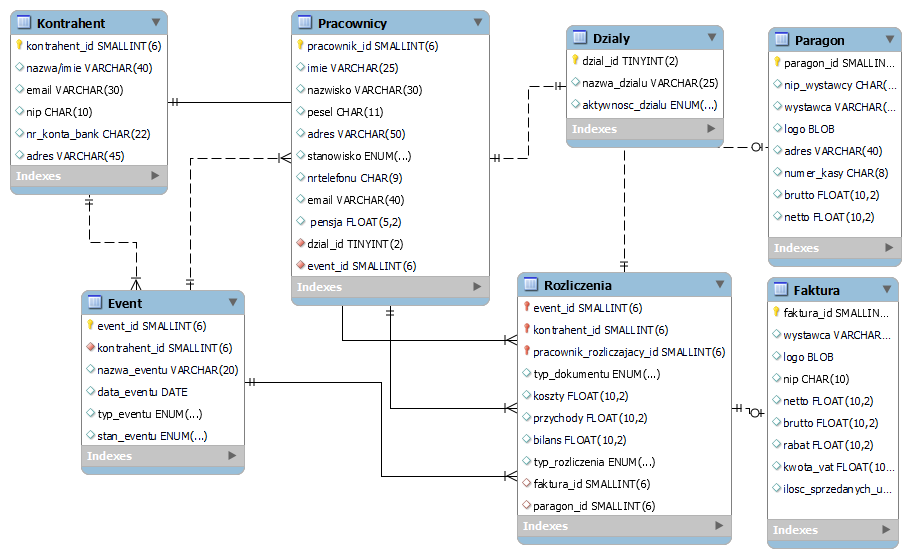 Kontrahent
kontrahent_id SMALLINT(6)
nazwa/imie VARCHAR(40)
email VARCHAR(30)
nip CHAR(10)
nr_konta_bank CHAR(22)
adres VARCHAR(45)
Indexes
Pracownicy
pracownik_id SMALLINT(6)
imie VARCHAR(25)
nazwisko VARCHAR(30)
pesel CHAR(11)
adres VARCHAR(50)
stanowisko ENUM(...)
nrtelefonu CHAR(9)
email VARCHAR(40)
pensja FLOAT(5,2)
dzial_id TINYINT(2)
event_id SMALLINT(6)
Indexes
Dzialy
dzial_id TINYINT(2)
nazwa_dzialu VARCHAR(25)
aktywnosc_dzialu ENUM(...)
Indexes
Paragon
paragon_id SMALLIN...
nip_wystawcy CHAR(...
wystawca VARCHAR(...
logo BLOB
adres VARCHAR(40)
numer_kasy CHAR(8)
brutto FLOAT(10,2)
netto FLOAT(10,2)
Indexes
Event
event_id SMALLINT(6)
kontrahent_id SMALLINT(6)
nazwa_eventu VARCHAR(20)
data_eventu DATE
typ_eventu ENUM(...)
stan_eventu ENUM(...)
Indexes
Rozliczenia
event_id SMALLINT(6)
kontrahent_id SMALLINT(6)
pracownik_rozliczajacy_id SMALLINT(6)
typ_dokumentu ENUM(...)
koszty FLOAT(10,2)
przychody FLOAT(10,2)
bilans FLOAT(10,2)
typ_rozliczenia ENUM(...)
faktura_id SMALLINT(6)
paragon_id SMALLINT(6)
Indexes
Faktura
faktura_id SMALLIN...
wystawca VARCHAR...
logo BLOB
nip CHAR(10)
netto FLOAT(10,2)
brutto FLOAT(10,2)
rabat FLOAT(10,2)
kwota_vat FLOAT(10...
ilosc_sprzedanych_u...
Indexes